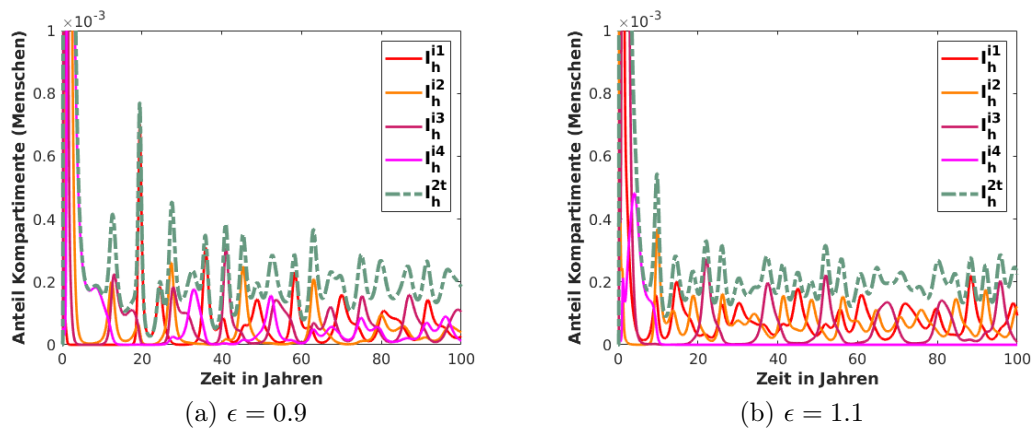 ×10⁻³
1
0.8
0.6
0.4
0.2
0
0 20 40 60 80 100
Anteil Kompartimente (Menschen)
Zeit in Jahren
I_h^{i1}
I_h^{i2}
I_h^{i3}
I_h^{i4}
I_h^{2t}
(a) ϵ = 0.9
×10⁻³
1
0.8
0.6
0.4
0.2
0
0 20 40 60 80 100
Anteil Kompartimente (Menschen)
Zeit in Jahren
I_h^{i1}
I_h^{i2}
I_h^{i3}
I_h^{i4}
I_h^{2t}
(b) ϵ = 1.1